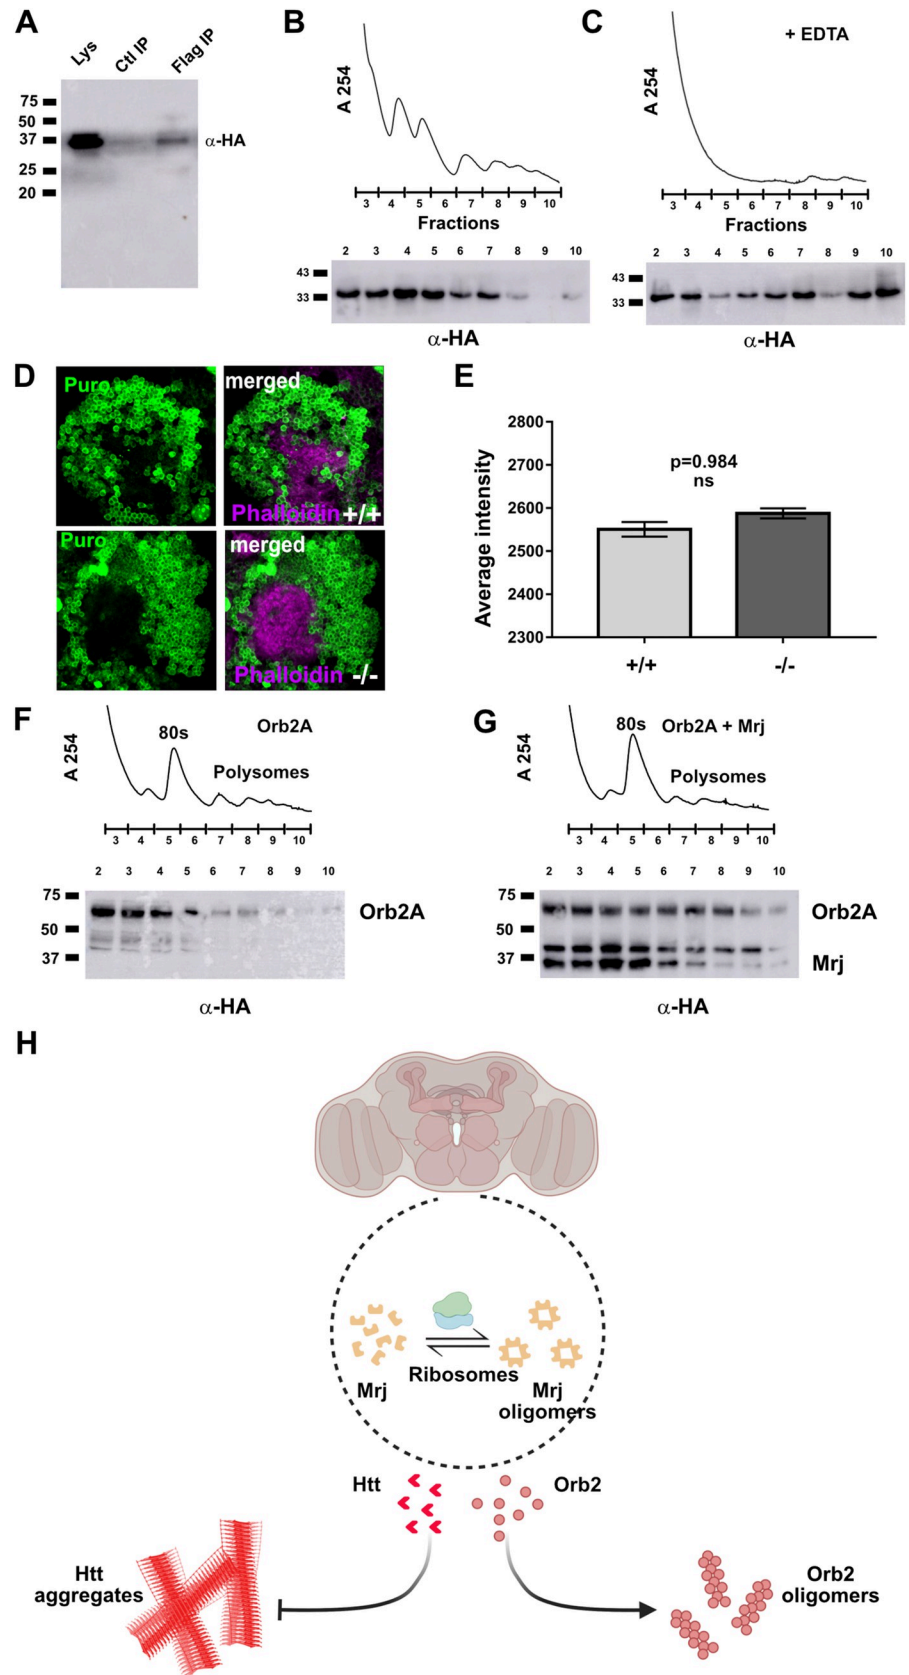 A
Lys
Ctl IP
Flag IP
75
50
37
25
20
α-HA
B
A 254
3 4 5 6 7 8 9 10
Fractions
2 3 4 5 6 7 8 9 10
43
33
α-HA
C
+ EDTA
A 254
3 4 5 6 7 8 9 10
Fractions
2 3 4 5 6 7 8 9 10
43
33
α-HA
D
Puro
merged
Phalloidin +/+
Puro
merged
Phalloidin -/-
E
Average intensity
2800
2700
2600
2500
2400
2300
p=0.984
ns
+/+
-/-
F
A 254
80s
Orb2A
Polysomes
3 4 5 6 7 8 9 10
2 3 4 5 6 7 8 9 10
75
50
37
Orb2A
α-HA
G
A 254
80s
Orb2A + Mrj
Polysomes
3 4 5 6 7 8 9 10
2 3 4 5 6 7 8 9 10
75
50
37
Orb2A
Mrj
α-HA
H
Ribosomes
Mrj
Mrj
oligomers
Htt
Orb2
Htt
aggregates
Orb2
oligomers